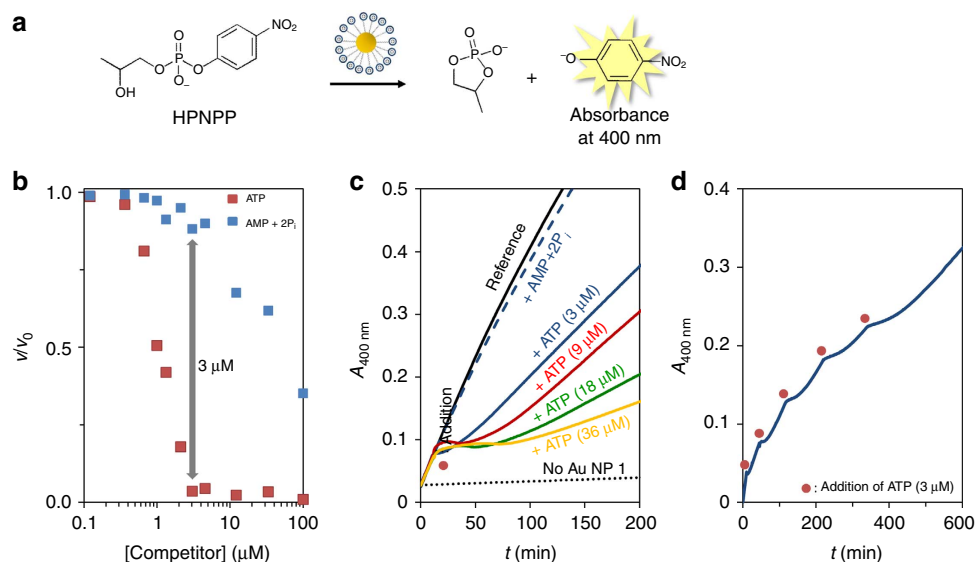 a
NO₂
O
O P O
O⁻
OH
HPNPP
O O⁻
P
O O
+
⁻O NO₂
Absorbance
at 400 nm
b
v/v₀
1.0
0.5
0.0
ATP
AMP + 2Pᵢ
3 μM
0.1 1 10 100
[Competitor] (μM)
c
A₄₀₀ ₙₘ
0.5
0.4
0.3
0.2
0.1
0
Reference
+ AMP+2Pᵢ
+ ATP (3 μM)
+ ATP (9 μM)
+ ATP (18 μM)
+ ATP (36 μM)
Addition
No Au NP 1
0 50 100 150 200
t (min)
d
A₄₀₀ ₙₘ
0.4
0.3
0.2
0.1
0
: Addition of ATP (3 μM)
0 200 400 600
t (min)